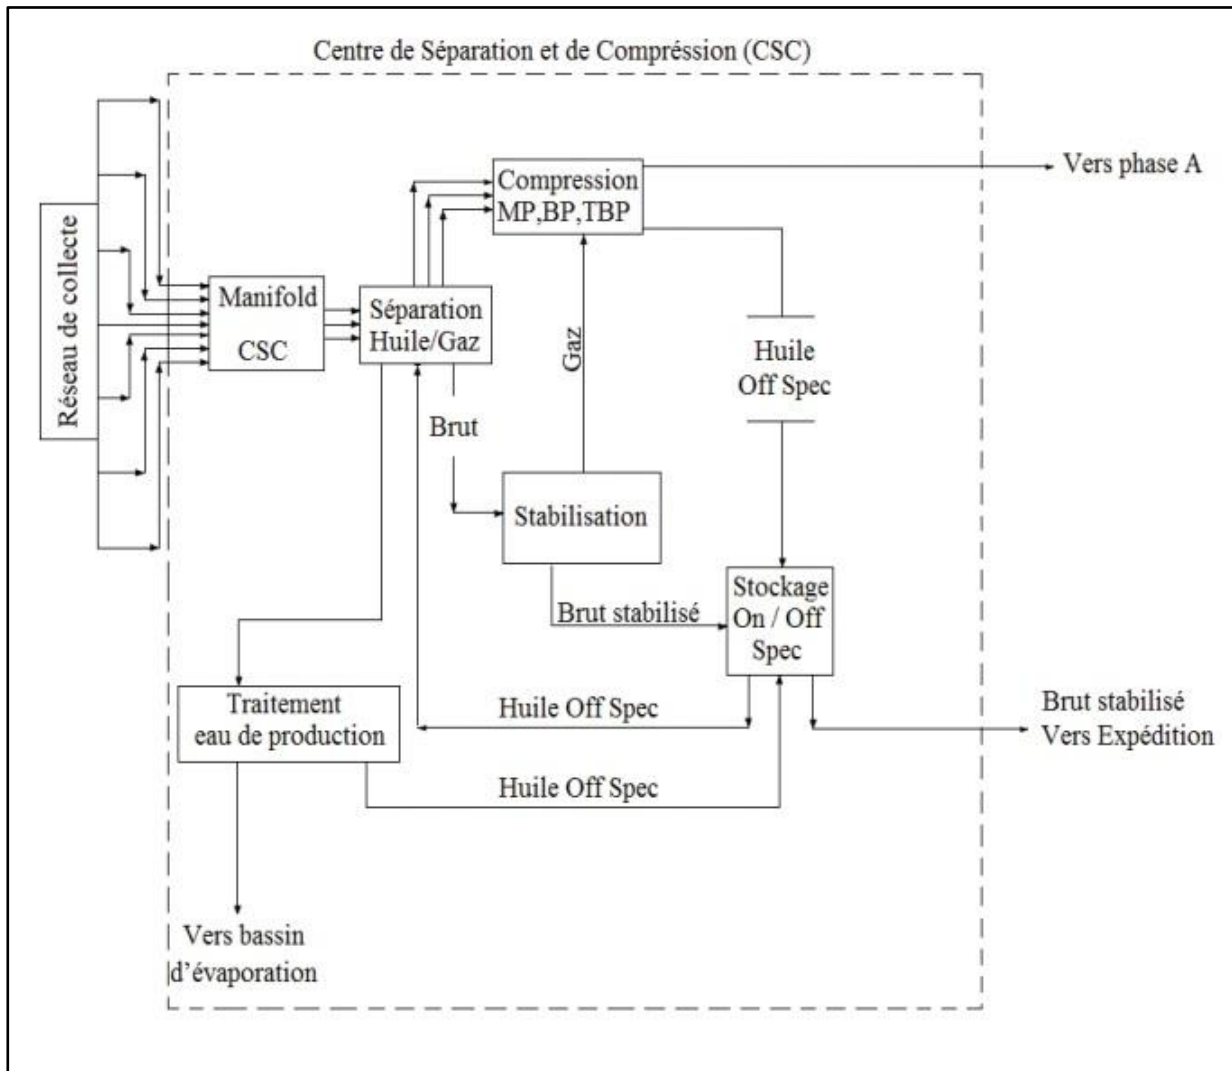 Centre de Séparation et de Compréssion (CSC)
Réseau de collecte
Manifold
CSC
Séparation
Huile/Gaz
Compression
MP,BP,TBP
Vers phase A
Gaz
Huile
Off Spec
Brut
Stabilisation
Brut stabilisé
Stockage
On / Off
Spec
Traitement
eau de production
Huile Off Spec
Huile Off Spec
Brut stabilisé
Vers Expédition
Vers bassin
d’évaporation